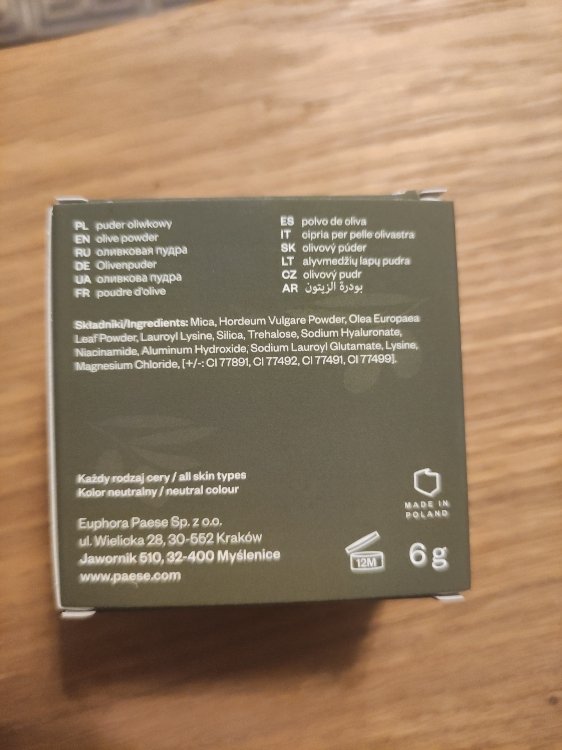 PL puder oliwkowy
EN olive powder
RU оливковая пудра
DE Olivenpuder
UA оливкова пудра
FR poudre d'olive
ES polvo de oliva
IT cipria per pelle olivastra
SK olivový púder
LT alyvmedžių lapų pudra
CZ olivový pudr
AR بودرة الزيتون
Składniki/Ingredients: Mica, Hordeum Vulgare Powder, Olea Europaea
Leaf Powder, Lauroyl Lysine, Silica, Trehalose, Sodium Hyaluronate,
Niacinamide, Aluminum Hydroxide, Sodium Lauroyl Glutamate, Lysine,
Magnesium Chloride, [+/-: CI 77891, CI 77492, CI 77491, CI 77499].
Każdy rodzaj cery / all skin types
Kolor neutralny / neutral colour
Euphora Paese Sp. z o.o.
ul. Wielicka 28, 30-552 Kraków
Jawornik 510, 32-400 Myślenice
www.paese.com
MADE IN
POLAND
12M
6 g